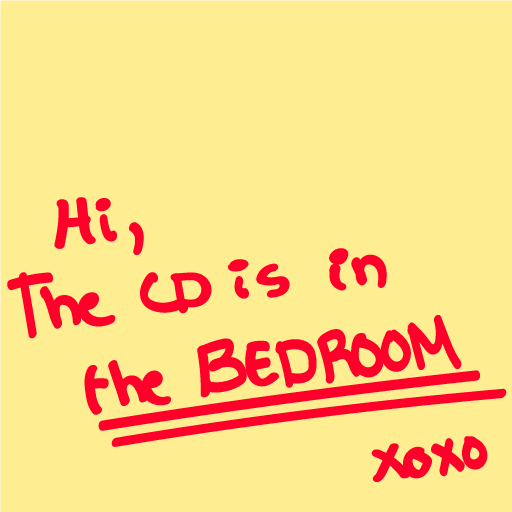 Hi,
The CD is in
the BEDROOM
xoxo